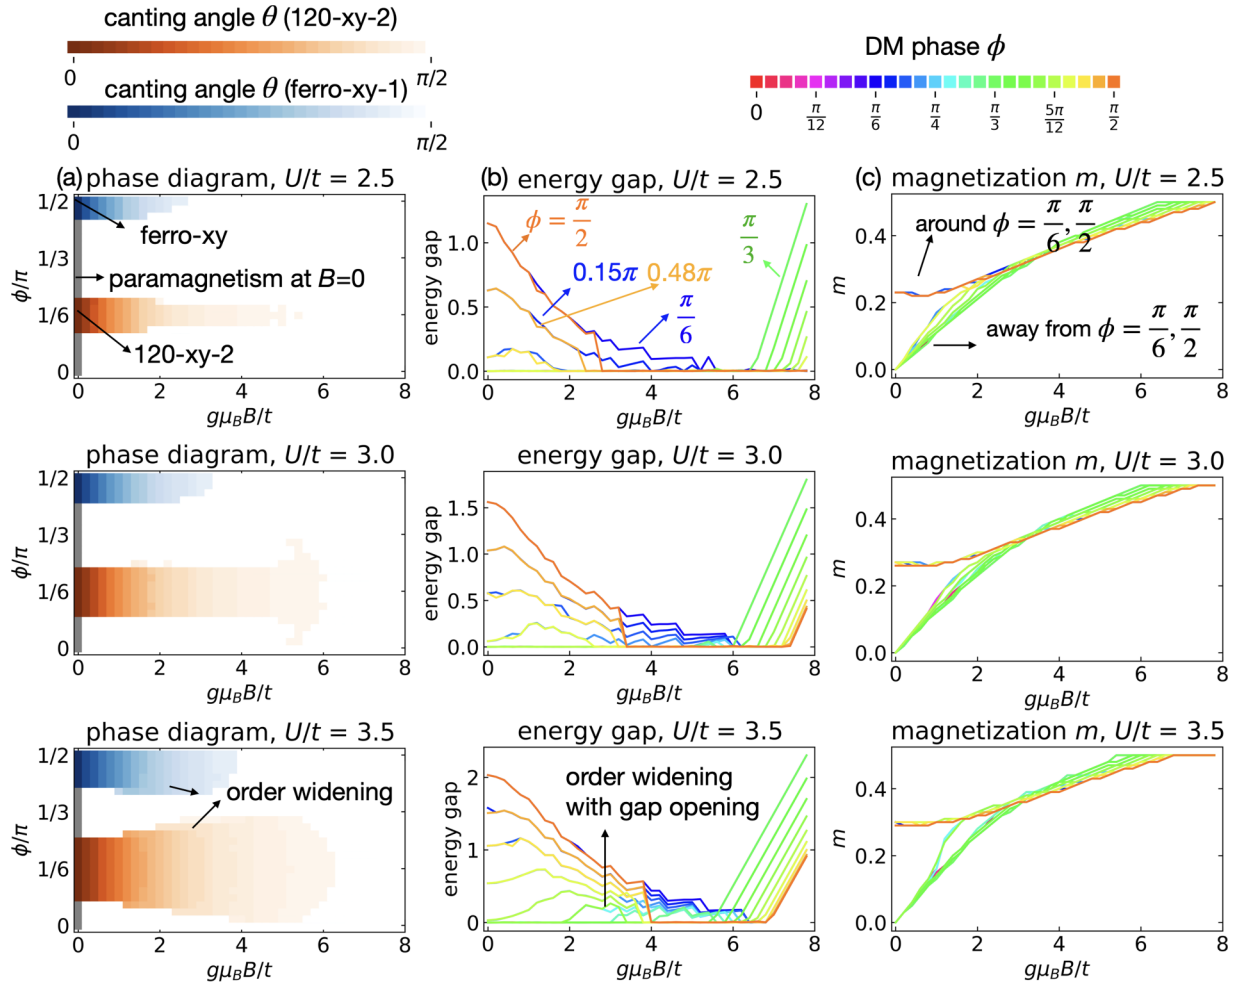 canting angle θ (120-xy-2)
0 π/2
canting angle θ (ferro-xy-1)
0 π/2
DM phase ϕ
0 π/12 π/6 π/4 π/3 5π/12 π/2
(a) phase diagram, U/t = 2.5
ϕ/π
1/2
1/3
1/6
0
ferro-xy
paramagnetism at B=0
120-xy-2
0 2 4 6 8
gμ_BB/t
(b) energy gap, U/t = 2.5
energy gap
1.0
0.5
0.0
ϕ = π/2
0.15π
0.48π
π/6
π/3
0 2 4 6 8
gμ_BB/t
(c) magnetization m, U/t = 2.5
m
0.4
0.2
0.0
around ϕ = π/6, π/2
away from ϕ = π/6, π/2
0 2 4 6 8
gμ_BB/t
phase diagram, U/t = 3.0
ϕ/π
1/2
1/3
1/6
0
0 2 4 6 8
gμ_BB/t
energy gap, U/t = 3.0
energy gap
1.5
1.0
0.5
0.0
0 2 4 6 8
gμ_BB/t
magnetization m, U/t = 3.0
m
0.4
0.2
0.0
0 2 4 6 8
gμ_BB/t
phase diagram, U/t = 3.5
ϕ/π
1/2
1/3
1/6
0
order widening
0 2 4 6 8
gμ_BB/t
energy gap, U/t = 3.5
energy gap
2
1
0
order widening
with gap opening
0 2 4 6 8
gμ_BB/t
magnetization m, U/t = 3.5
m
0.4
0.2
0.0
0 2 4 6 8
gμ_BB/t